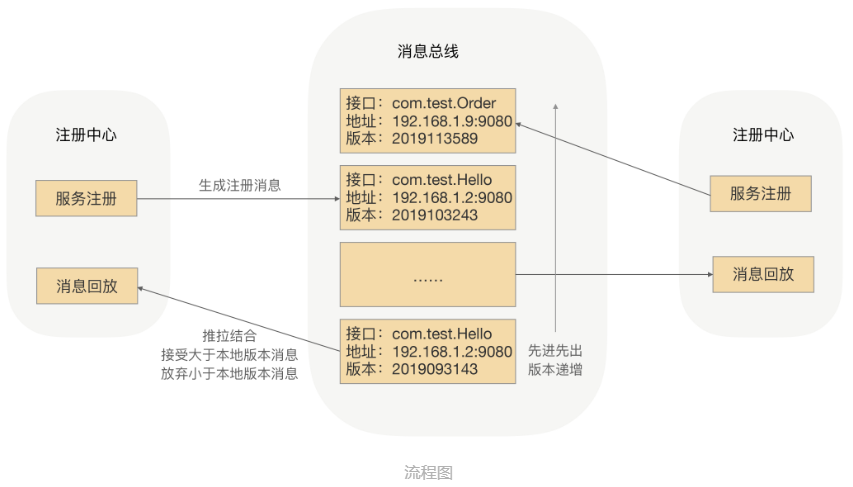 消息总线
注册中心
服务注册
消息回放
生成注册消息
推拉结合
接受大于本地版本消息
放弃小于本地版本消息
接口：com.test.Order
地址：192.168.1.9:9080
版本：2019113589
接口：com.test.Hello
地址：192.168.1.2:9080
版本：2019103243
……
接口：com.test.Hello
地址：192.168.1.2:9080
版本：2019093143
先进先出
版本递增
注册中心
服务注册
消息回放
流程图